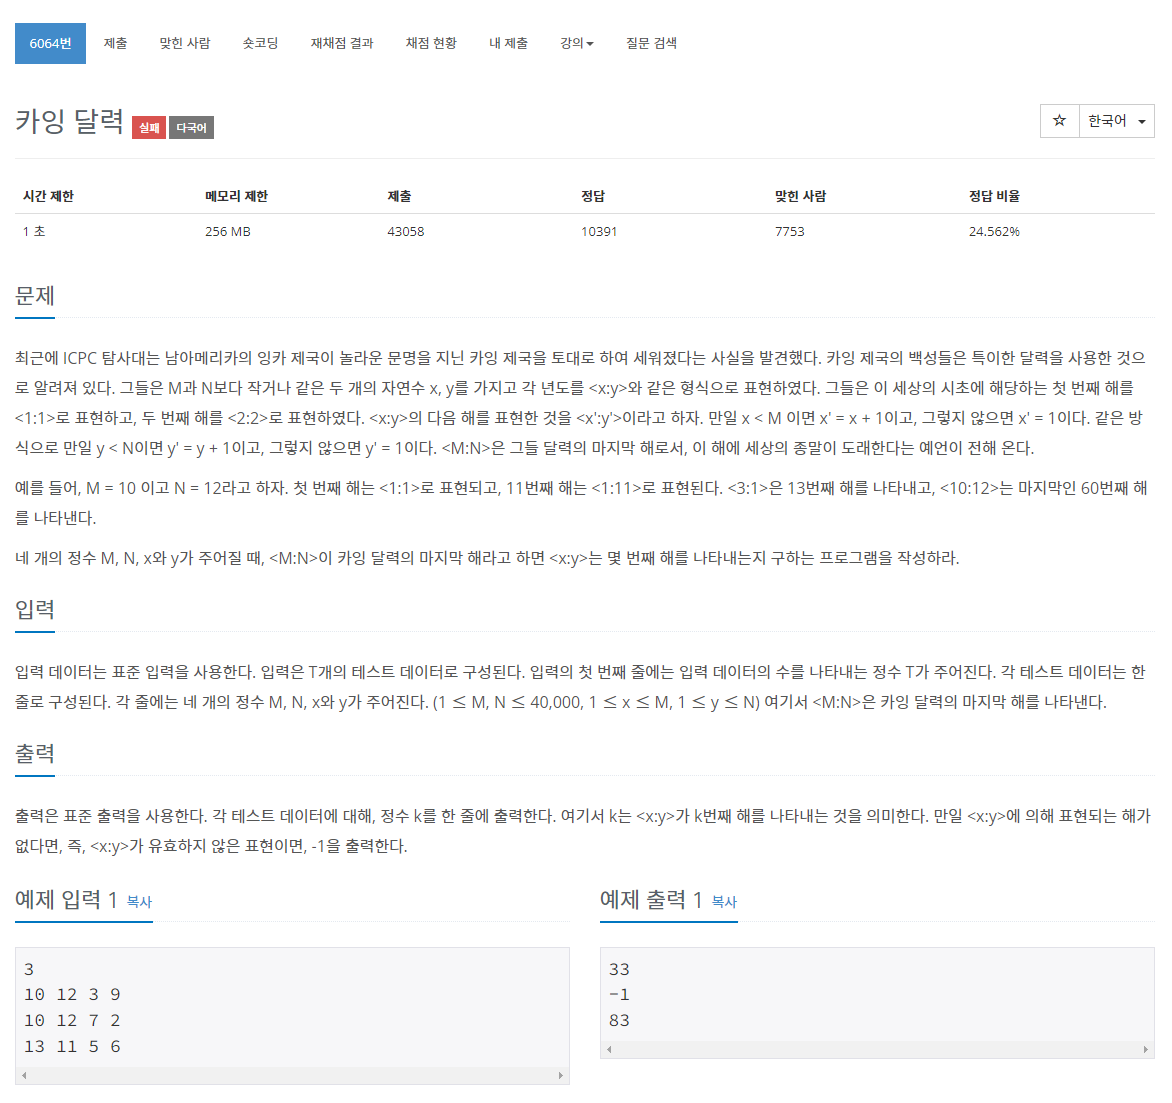 6064번 제출 맞힌 사람 숏코딩 재채점 결과 채점 현황 내 제출 강의 질문 검색
카잉 달력 실패 다국어 ☆ 한국어
시간 제한 메모리 제한 제출 정답 맞힌 사람 정답 비율
1 초 256 MB 43058 10391 7753 24.562%
문제
최근에 ICPC 탐사대는 남아메리카의 잉카 제국이 놀라운 문명을 지닌 카잉 제국을 토대로 하여 세워졌다는 사실을 발견했다. 카잉 제국의 백성들은 특이한 달력을 사용한 것으
로 알려져 있다. 그들은 M과 N보다 작거나 같은 두 개의 자연수 x, y를 가지고 각 년도를 <x:y>와 같은 형식으로 표현하였다. 그들은 이 세상의 시초에 해당하는 첫 번째 해를
<1:1>로 표현하고, 두 번째 해를 <2:2>로 표현하였다. <x:y>의 다음 해를 표현한 것을 <x':y'>이라고 하자. 만일 x < M 이면 x' = x + 1이고, 그렇지 않으면 x' = 1이다. 같은 방
식으로 만일 y < N이면 y' = y + 1이고, 그렇지 않으면 y' = 1이다. <M:N>은 그들 달력의 마지막 해로서, 이 해에 세상의 종말이 도래한다는 예언이 전해 온다.
예를 들어, M = 10 이고 N = 12라고 하자. 첫 번째 해는 <1:1>로 표현되고, 11번째 해는 <1:11>로 표현된다. <3:1>은 13번째 해를 나타내고, <10:12>는 마지막인 60번째 해
를 나타낸다.
네 개의 정수 M, N, x와 y가 주어질 때, <M:N>이 카잉 달력의 마지막 해라고 하면 <x:y>는 몇 번째 해를 나타내는지 구하는 프로그램을 작성하라.
입력
입력 데이터는 표준 입력을 사용한다. 입력은 T개의 테스트 데이터로 구성된다. 입력의 첫 번째 줄에는 입력 데이터의 수를 나타내는 정수 T가 주어진다. 각 테스트 데이터는 한
줄로 구성된다. 각 줄에는 네 개의 정수 M, N, x와 y가 주어진다. (1 ≤ M, N ≤ 40,000, 1 ≤ x ≤ M, 1 ≤ y ≤ N) 여기서 <M:N>은 카잉 달력의 마지막 해를 나타낸다.
출력
출력은 표준 출력을 사용한다. 각 테스트 데이터에 대해, 정수 k를 한 줄에 출력한다. 여기서 k는 <x:y>가 k번째 해를 나타내는 것을 의미한다. 만일 <x:y>에 의해 표현되는 해가
없다면, 즉, <x:y>가 유효하지 않은 표현이면, -1을 출력한다.
예제 입력 1 복사
3
10 12 3 9
10 12 7 2
13 11 5 6
예제 출력 1 복사
33
-1
83